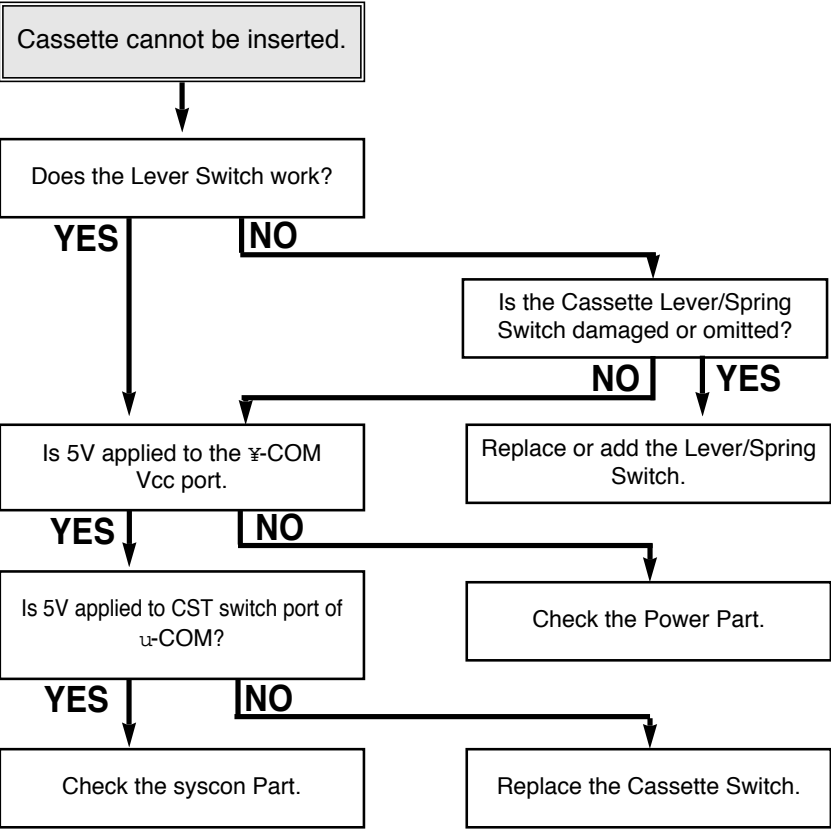 Cassette cannot be inserted.
Does the Lever Switch work?
YES
NO
Is the Cassette Lever/Spring
Switch damaged or omitted?
NO
YES
Is 5V applied to the ¥-COM
Vcc port.
Replace or add the Lever/Spring
Switch.
YES
NO
Is 5V applied to CST switch port of
u-COM?
Check the Power Part.
YES
NO
Check the syscon Part.
Replace the Cassette Switch.